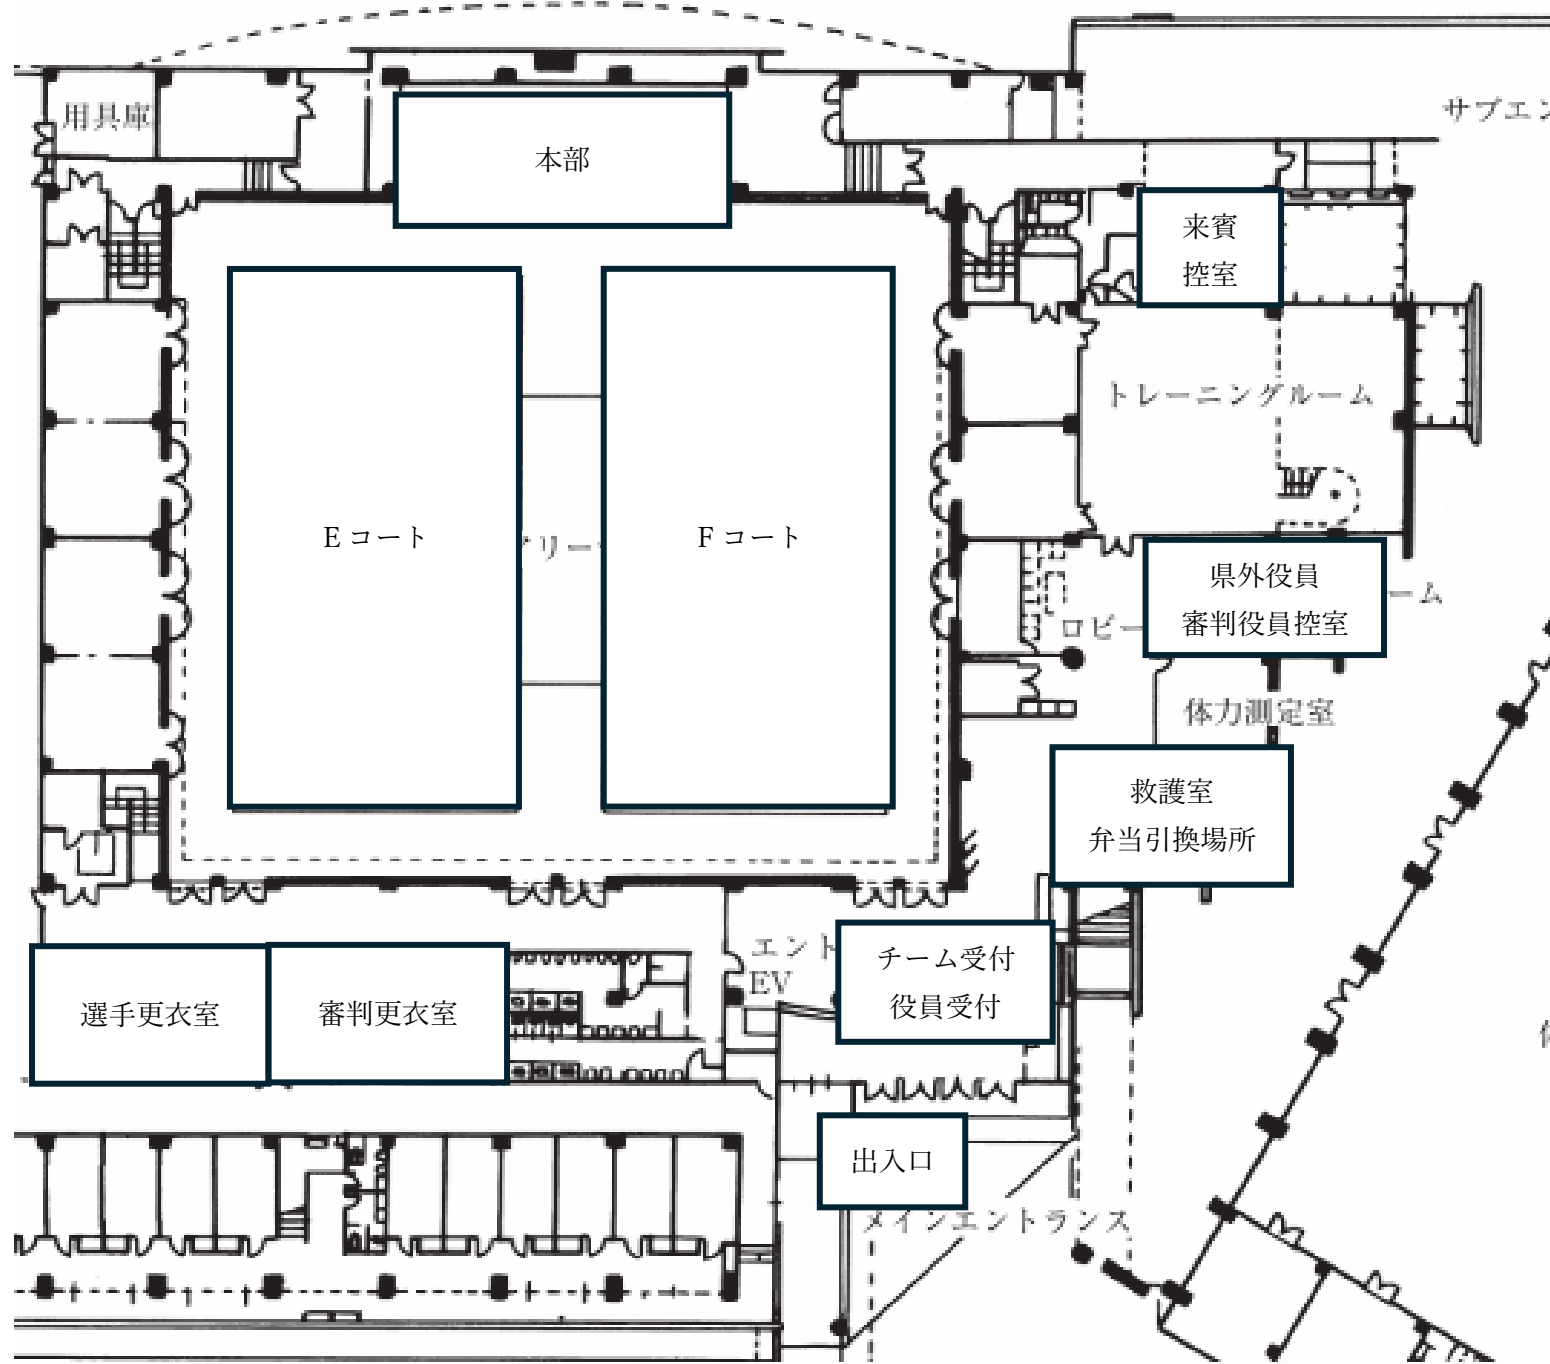 用具庫
サブエン
本部
来賓
控室
トレーニングルーム
Eコート
リー
Fコート
県外役員
審判役員控室
ーム
ロビー
体力測定室
救護室
弁当引換場所
エント
EV
チーム受付
役員受付
選手更衣室
審判更衣室
出入口
メインエントランス